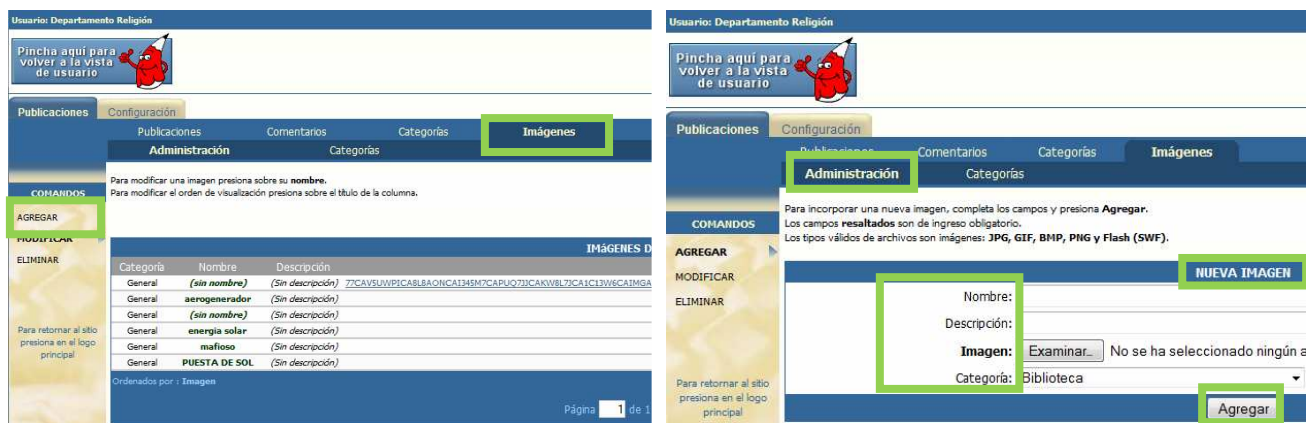 Usuario: Departamento Religión
Pincha aquí para
volver a la vista
de usuario
Publicaciones Configuración
Publicaciones Comentarios Categorías Imágenes
Administración Categorías
Para modificar una imagen presiona sobre su nombre.
Para modificar el orden de visualización presiona sobre el título de la columna.
COMANDOS
AGREGAR
MODIFICAR
ELIMINAR
Para retornar al sitio
presiona en el logo
principal
IMáGENES D
Categoría Nombre Descripción
General (sin nombre) (Sin descripción)
General aerogenerador (Sin descripción)
General (sin nombre) (Sin descripción)
General energia solar (Sin descripción)
General mafioso (Sin descripción)
General PUESTA DE SOL (Sin descripción)
Ordenados por : Imagen
Página 1 de 1
Usuario: Departamento Religión
Pincha aquí para
volver a la vista
de usuario
Publicaciones Configuración
Publicaciones Comentarios Categorías Imágenes
Administración Categorías
Para incorporar una nueva imagen, completa los campos y presiona Agregar.
Los campos resaltados son de ingreso obligatorio.
Los tipos válidos de archivos son imágenes: JPG, GIF, BMP, PNG y Flash (SWF).
COMANDOS
AGREGAR
MODIFICAR
ELIMINAR
Para retornar al sitio
presiona en el logo
principal
NUEVA IMAGEN
Nombre:
Descripción:
Imagen: Examinar... No se ha seleccionado ningún a
Categoría: Biblioteca
Agregar